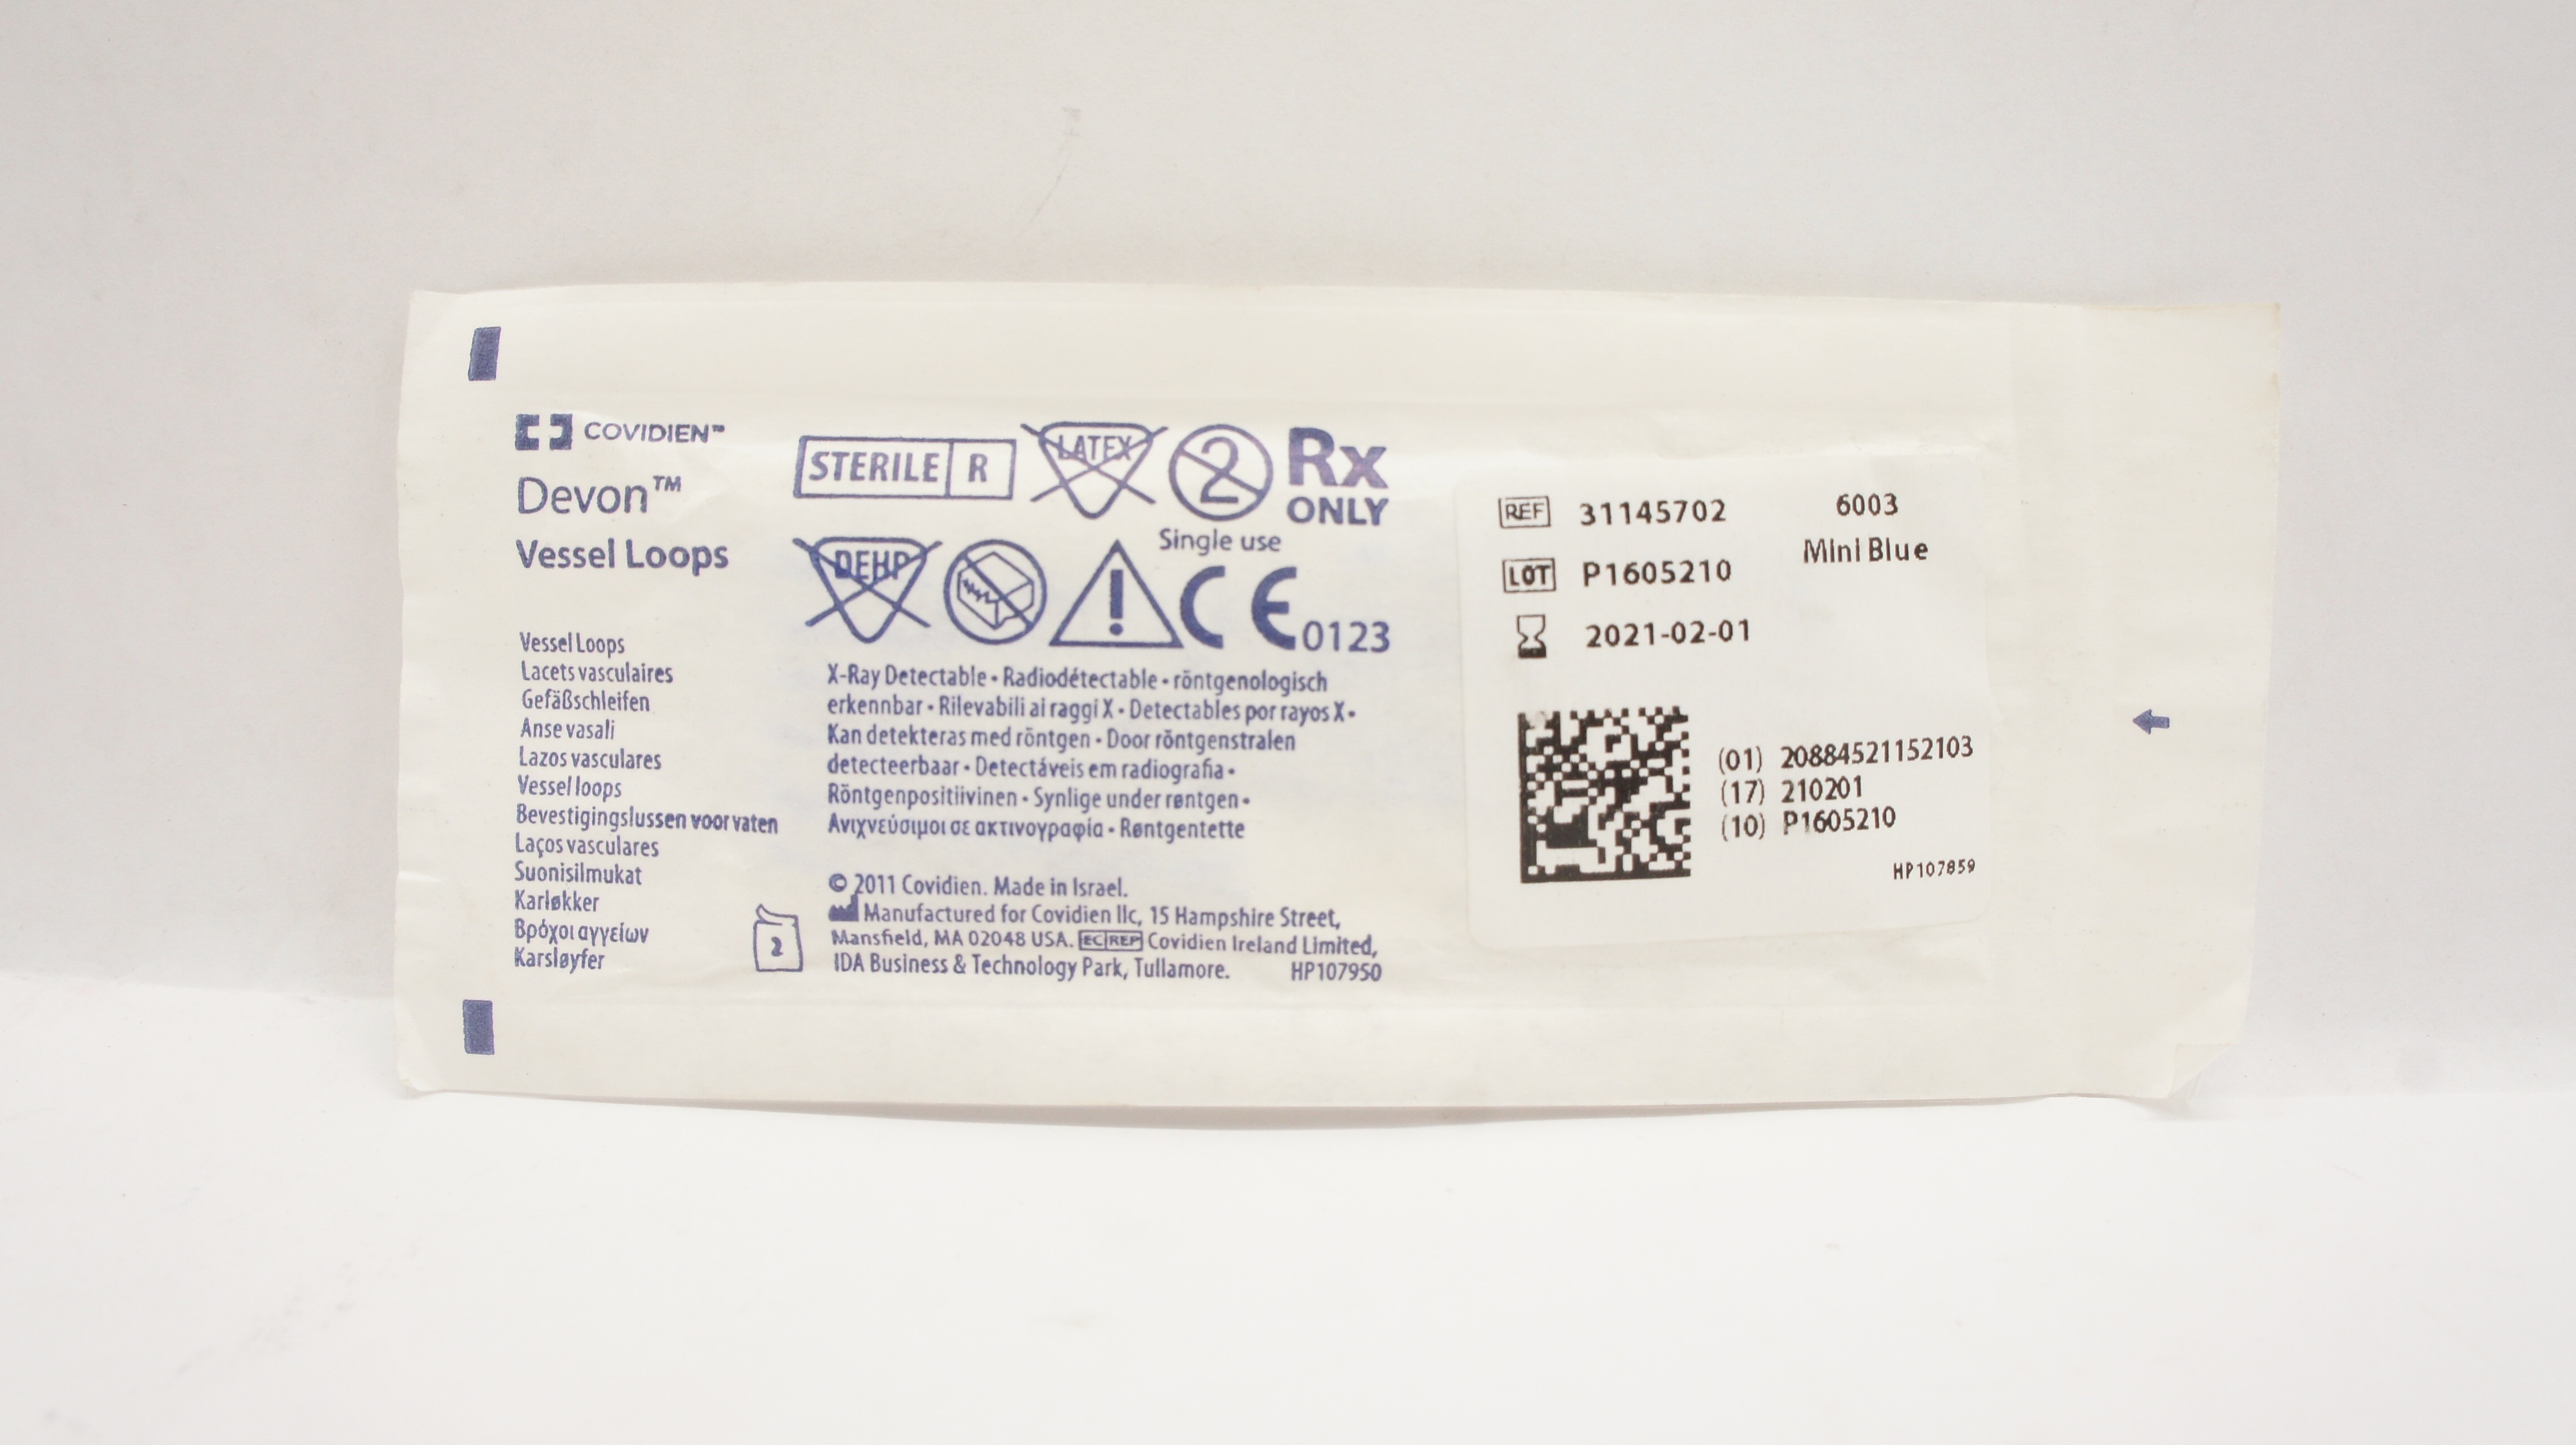 COVIDIEN™
Devon™
Vessel Loops
Vessel Loops
Lacets vasculaires
Gefäßschleifen
Anse vasali
Lazos vasculares
Vessel loops
Bevestigingslussen voor vaten
Laços vasculares
Suonisilmukat
Karløkker
Βρόχοι αγγείων
Karsløyfer
2
STERILE R
LATEX
2
Rx
ONLY
Single use
DEHP
!
CE 0123
X-Ray Detectable • Radiodétectable • röntgenologisch
erkennbar • Rilevabili ai raggi X • Detectables por rayos X •
Kan detekteras med röntgen • Door röntgenstralen
detecteerbaar • Detectáveis em radiografia •
Röntgenpositiivinen • Synlige under røntgen •
Ανιχνεύσιμοι σε ακτινογραφία • Røntgentette
© 2011 Covidien. Made in Israel.
Manufactured for Covidien llc, 15 Hampshire Street,
Mansfield, MA 02048 USA. EC REP Covidien Ireland Limited,
IDA Business & Technology Park, Tullamore. HP107950
REF 31145702
LOT P1605210
2021-02-01
6003
Mini Blue
(01) 20884521152103
(17) 210201
(10) P1605210
HP107859